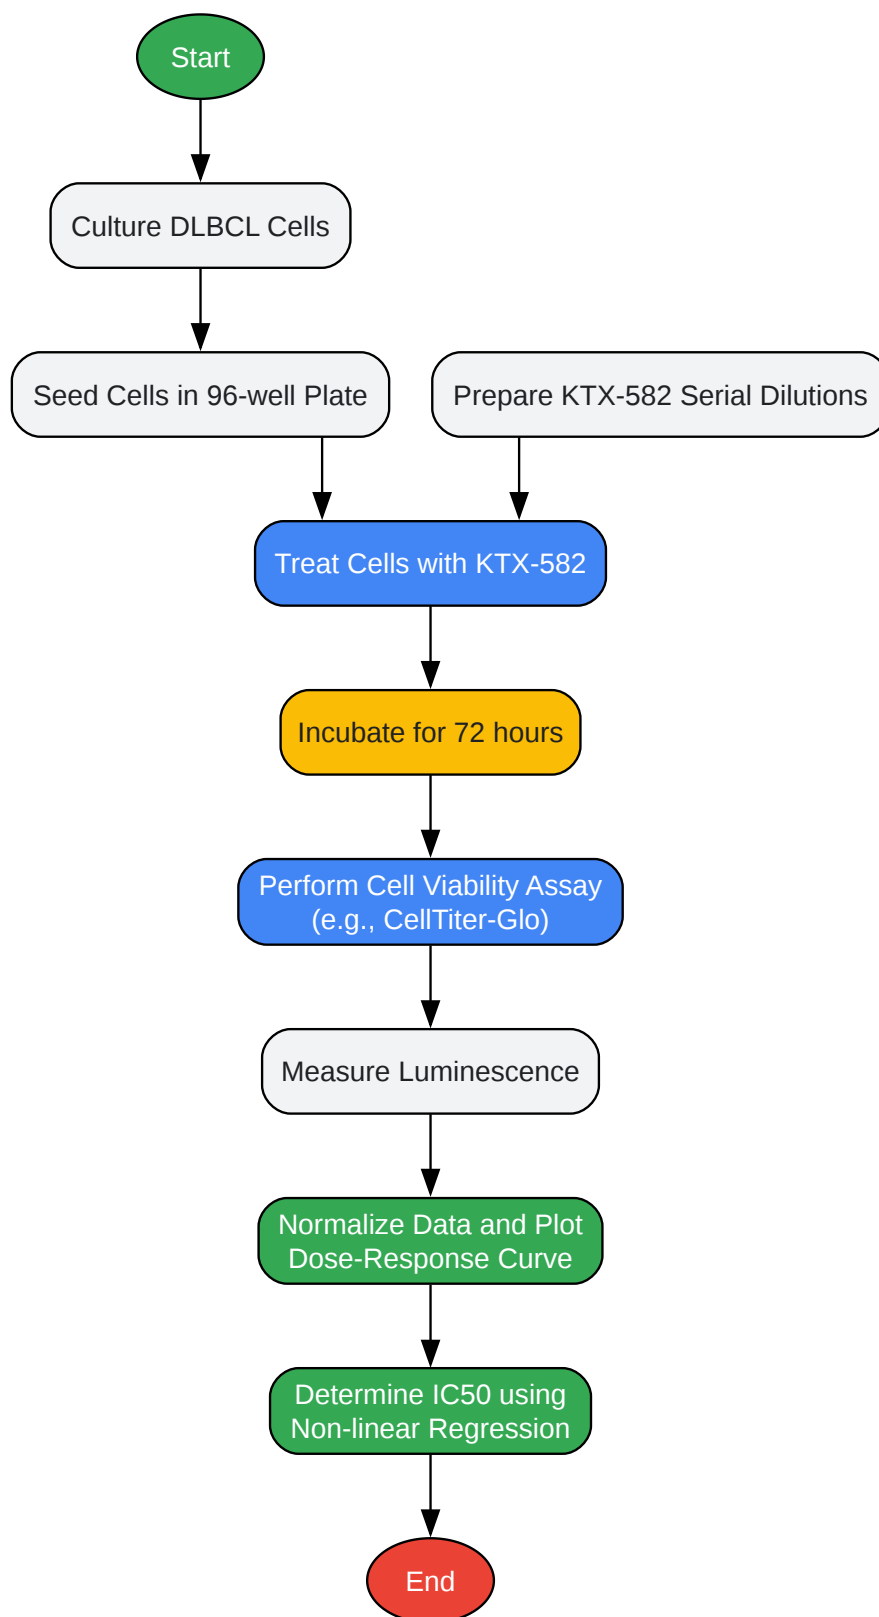 Start
Culture DLBCL Cells
Seed Cells in 96-well Plate
Prepare KTX-582 Serial Dilutions
Treat Cells with KTX-582
Incubate for 72 hours
Perform Cell Viability Assay
(e.g., CellTiter-Glo)
Measure Luminescence
Normalize Data and Plot
Dose-Response Curve
Determine IC50 using
Non-linear Regression
End